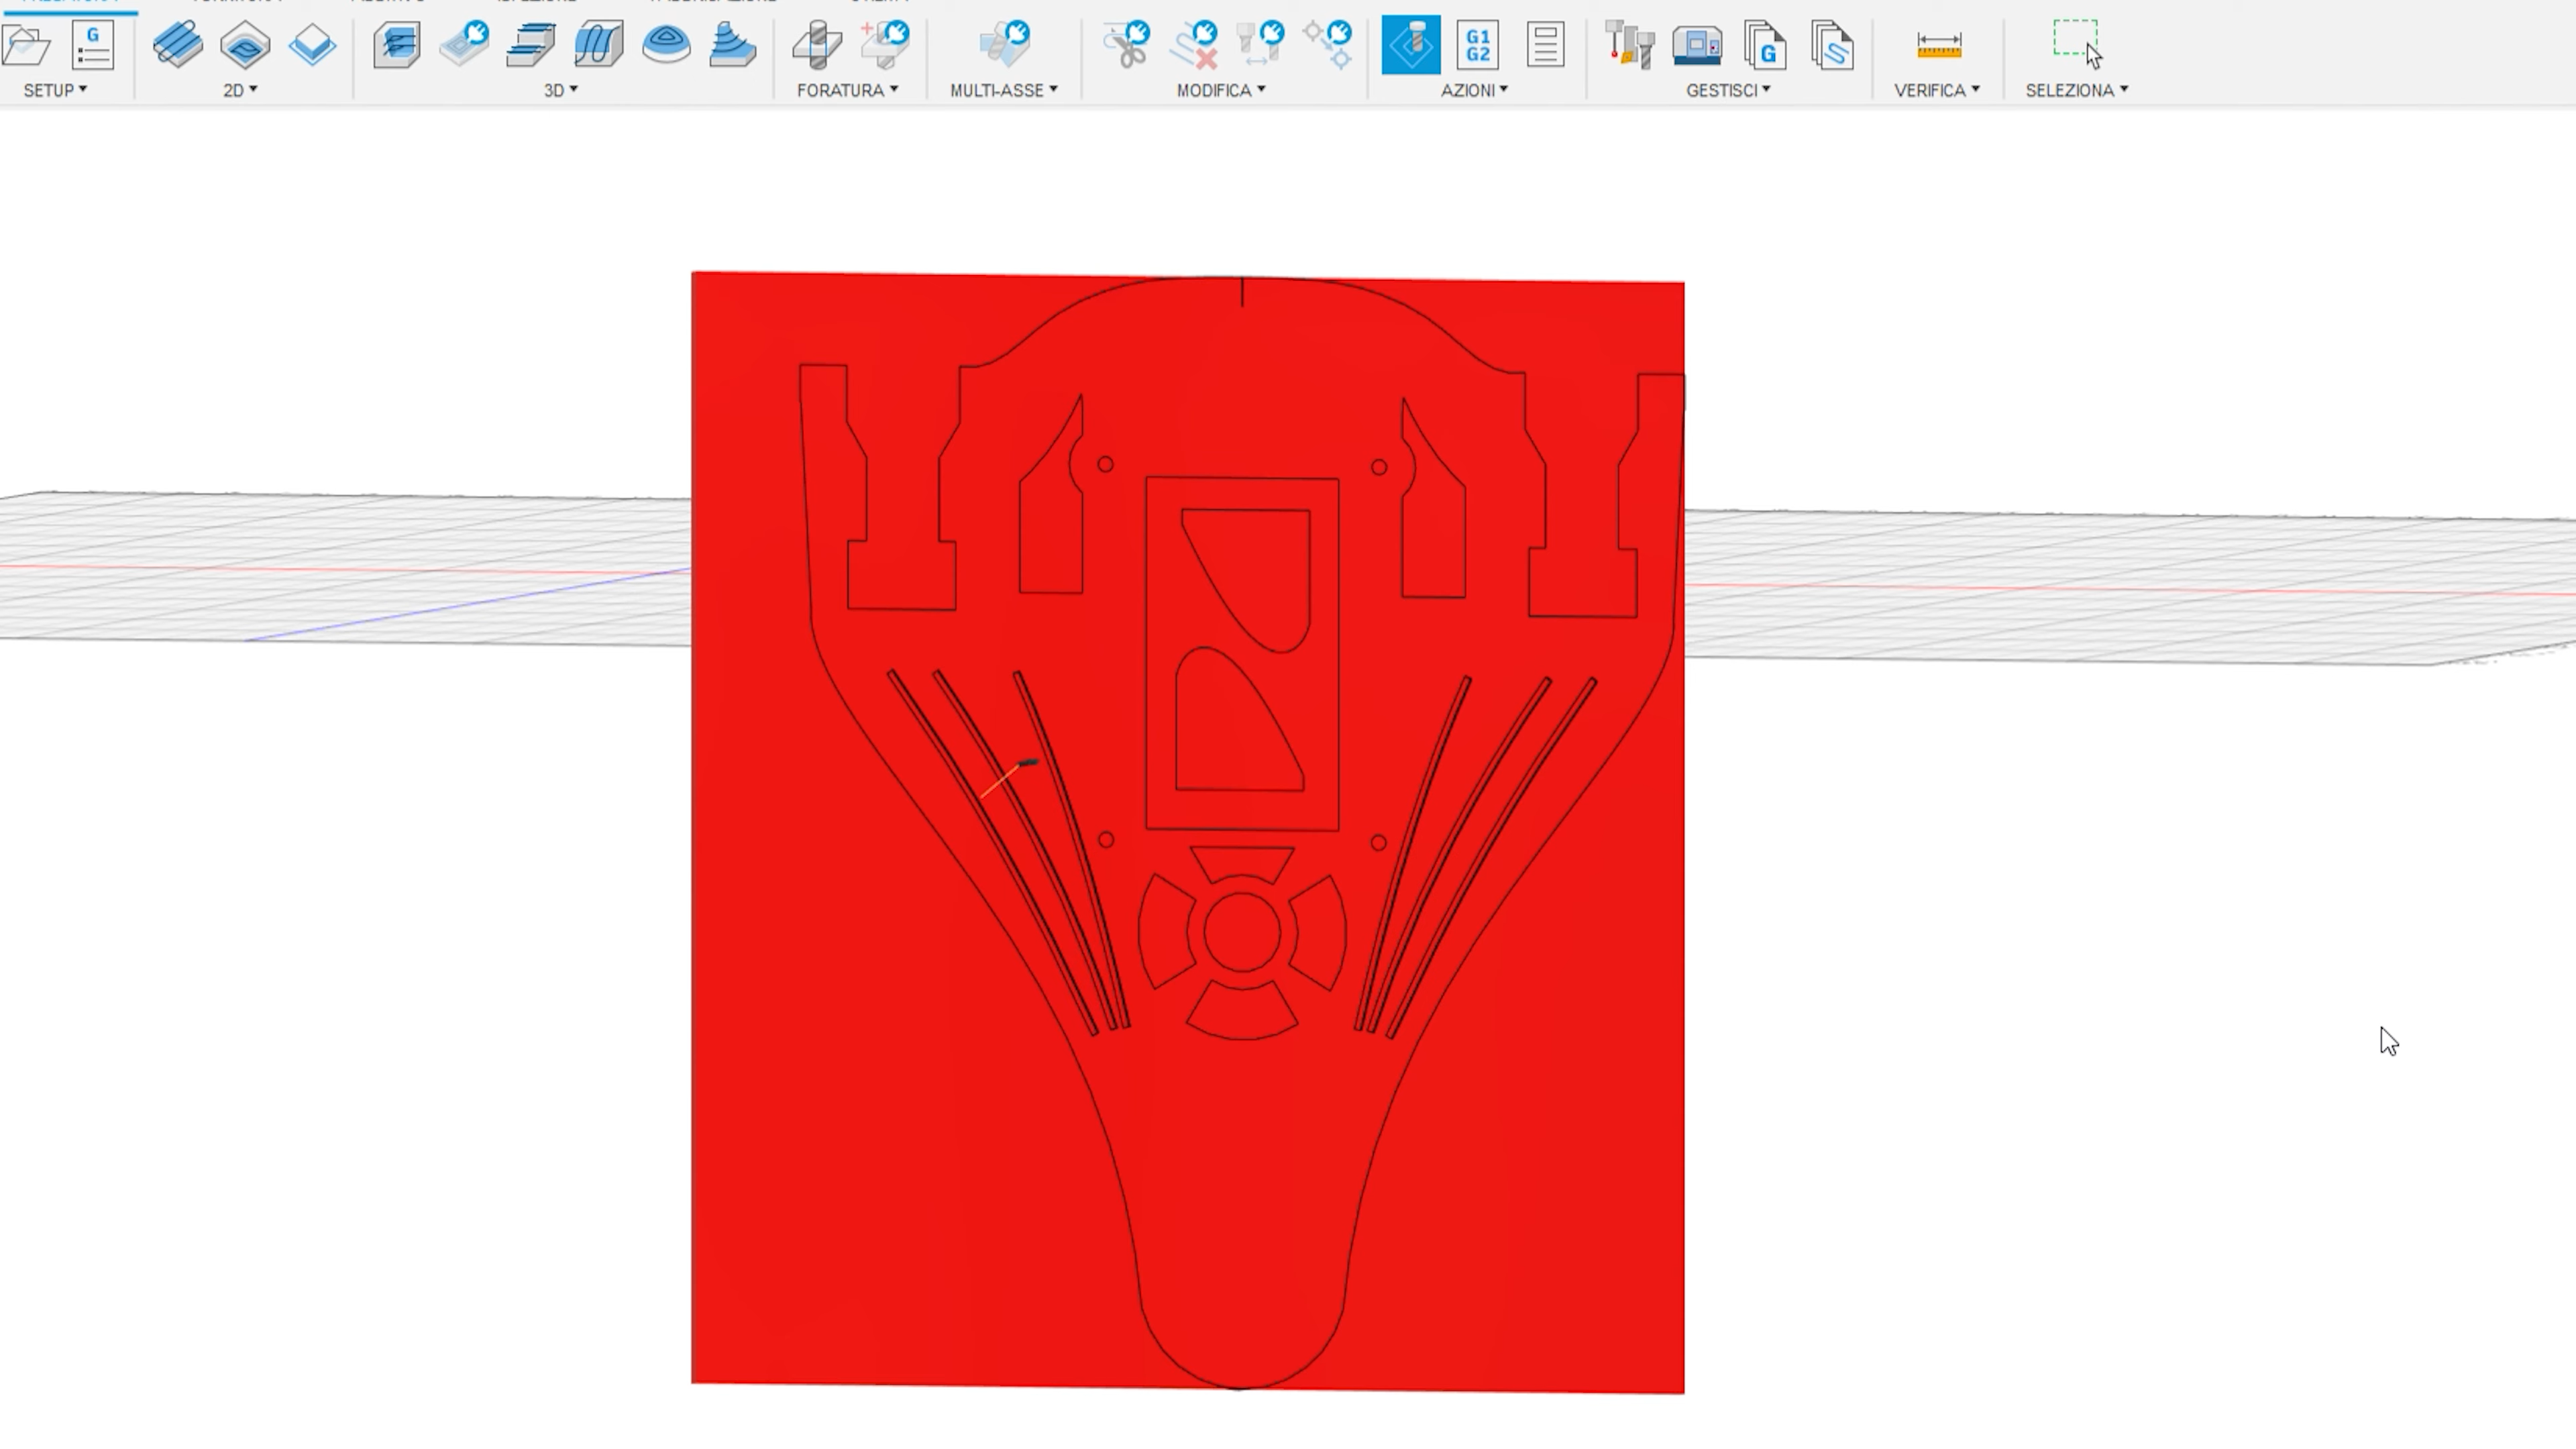 G
G1
G2
G
SETUP
2D
3D
FORATURA
MULTI-ASSE
MODIFICA
AZIONI
GESTISCI
VERIFICA
SELEZIONA